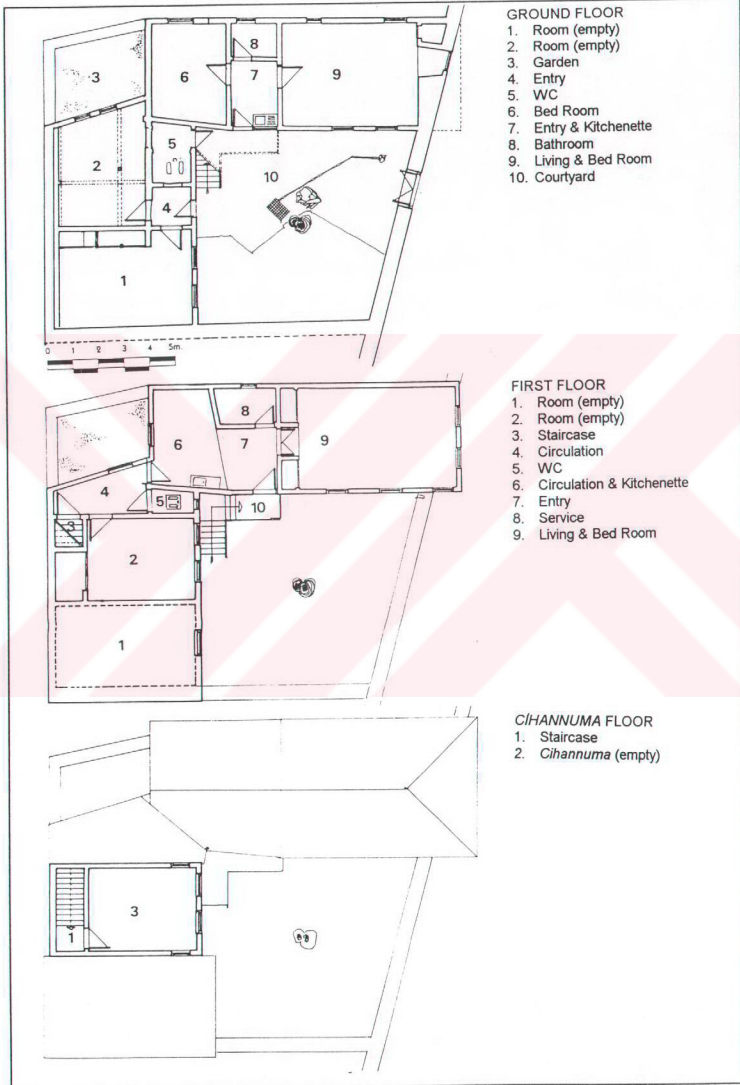 GROUND FLOOR
1. Room (empty)
2. Room (empty)
3. Garden
4. Entry
5. WC
6. Bed Room
7. Entry & Kitchenette
8. Bathroom
9. Living & Bed Room
10. Courtyard
8
3
6
7
9
5
2
10
4
1
0 1 2 3 4 5m.
FIRST FLOOR
1. Room (empty)
2. Room (empty)
3. Staircase
4. Circulation
5. WC
6. Circulation & Kitchenette
7. Entry
8. Service
9. Living & Bed Room
8
6
7
9
4
5
10
3
2
1
CİHANNUMA FLOOR
1. Staircase
2. Cihannuma (empty)
3
1